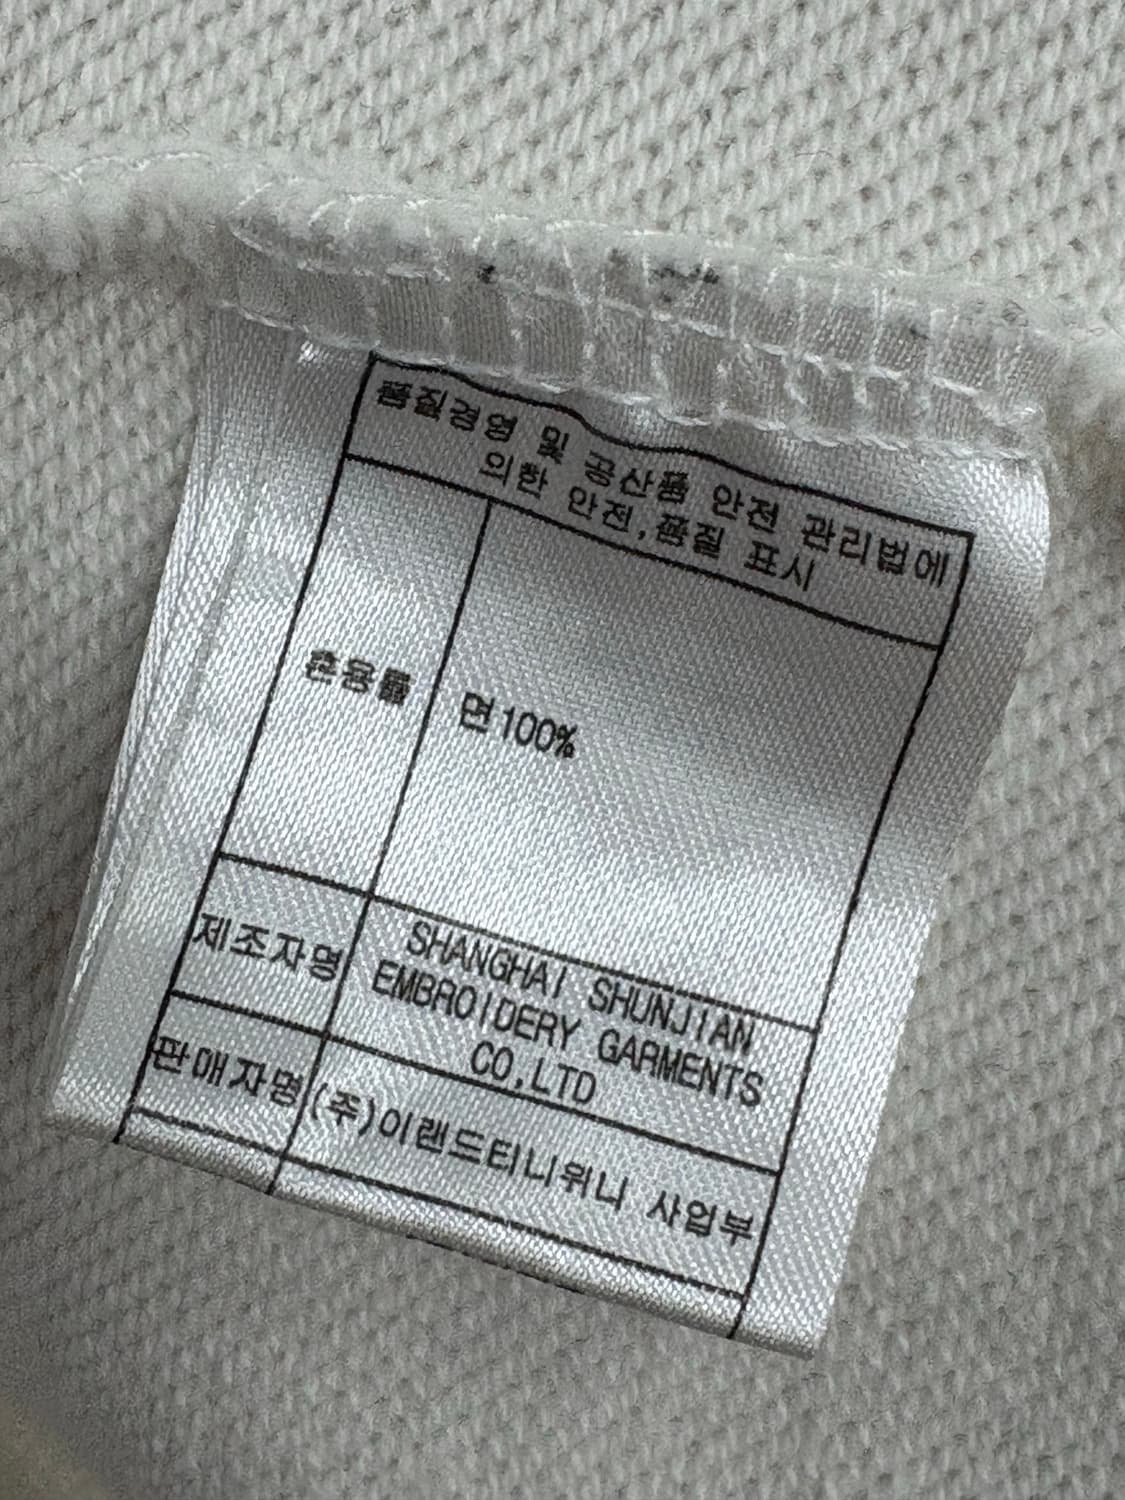 품질경영 및 공산품 안전 관리법에
의한 안전,품질 표시
혼용률
면100%
제조자명
SHANGHAI SHUNJIAN
EMBROIDERY GARMENTS
CO,LTD
판매자명
(주)이랜드티니위니 사업부